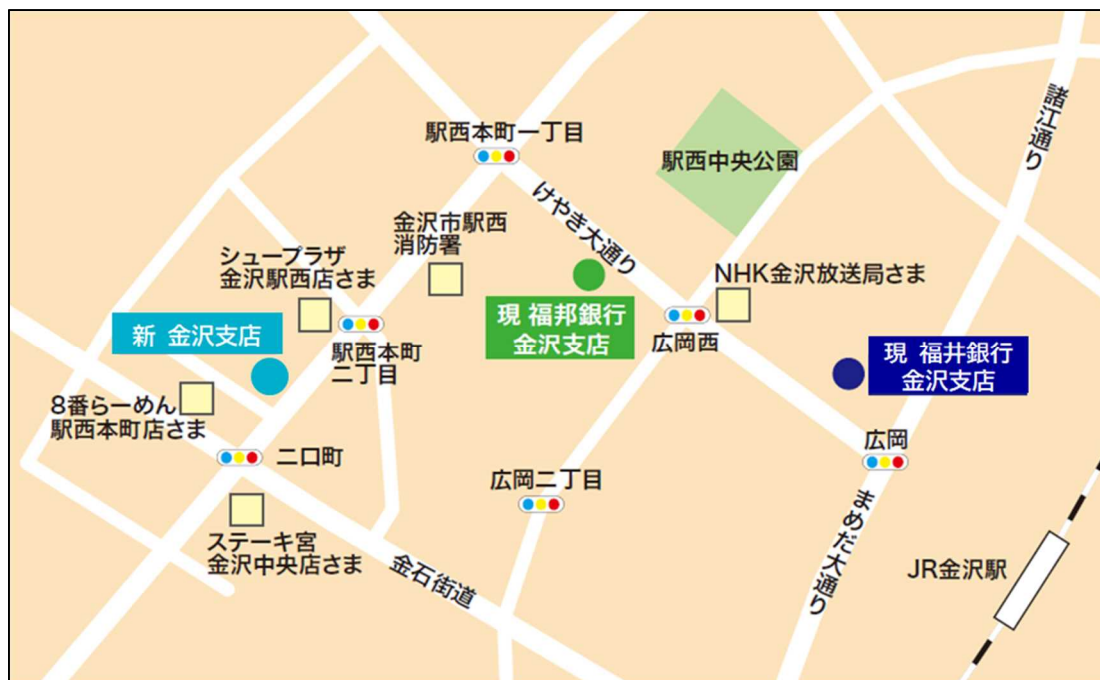 諸江通り
駅西本町一丁目
駅西中央公園
けやき大通り
金沢市駅西
消防署
シュープラザ
金沢駅西店さま
NHK金沢放送局さま
現 福邦銀行
金沢支店
新 金沢支店
広岡西
駅西本町
二丁目
現 福井銀行
金沢支店
8番らーめん
駅西本町店さま
二口町
広岡
広岡二丁目
まめだ大通り
ステーキ宮
金沢中央店さま
金石街道
JR金沢駅